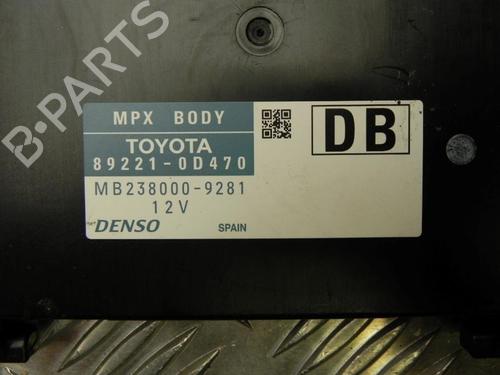 B-PARTS
MPX BODY
TOYOTA
89221-0D470
MB238000-9281
12V
DENSO
SPAIN
DB